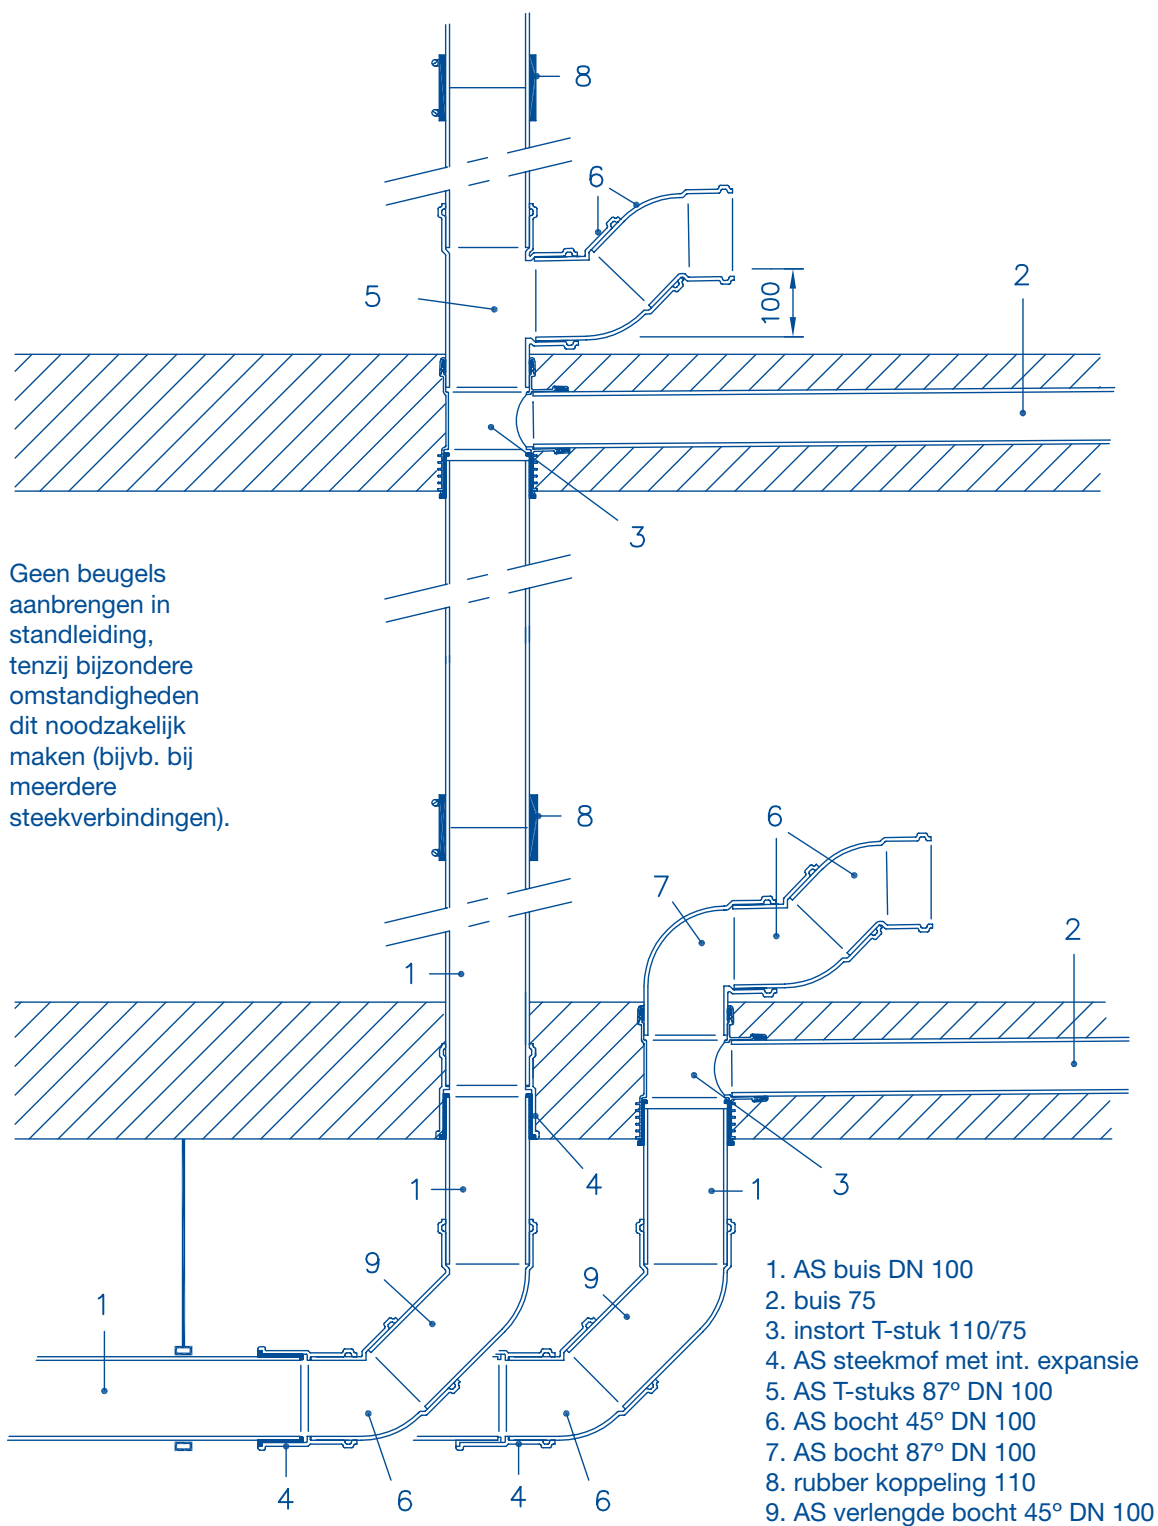 8
6
2
5
100
3
Geen beugels
aanbrengen in
standleiding,
tenzij bijzondere
omstandigheden
dit noodzakelijk
maken (bijvb. bij
meerdere
steekverbindingen).
8
6
7
2
1
1
4
1
3
9
9
1
4
6
4
6
1. AS buis DN 100
2. buis 75
3. instort T-stuk 110/75
4. AS steekmof met int. expansie
5. AS T-stuks 87º DN 100
6. AS bocht 45º DN 100
7. AS bocht 87º DN 100
8. rubber koppeling 110
9. AS verlengde bocht 45º DN 100